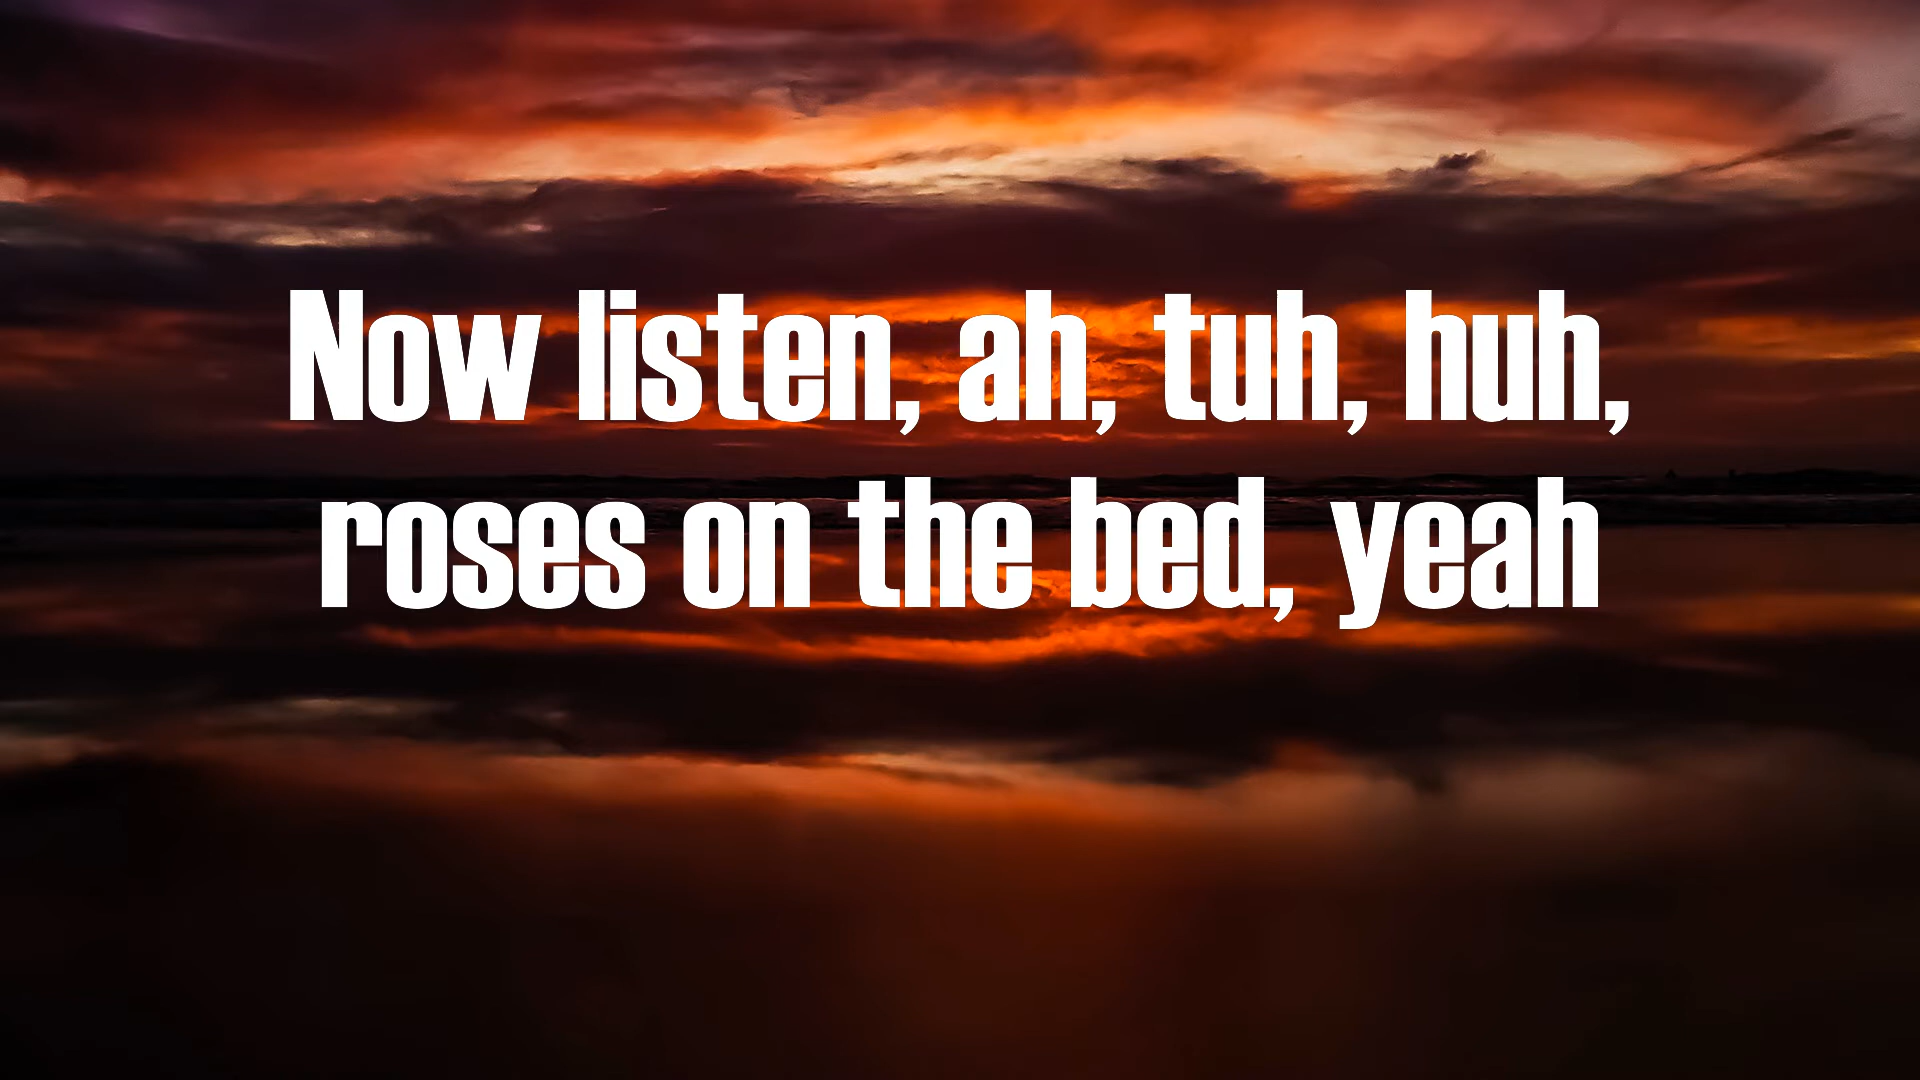 Now listen, ah, tuh, huh,
roses on the bed, yeah